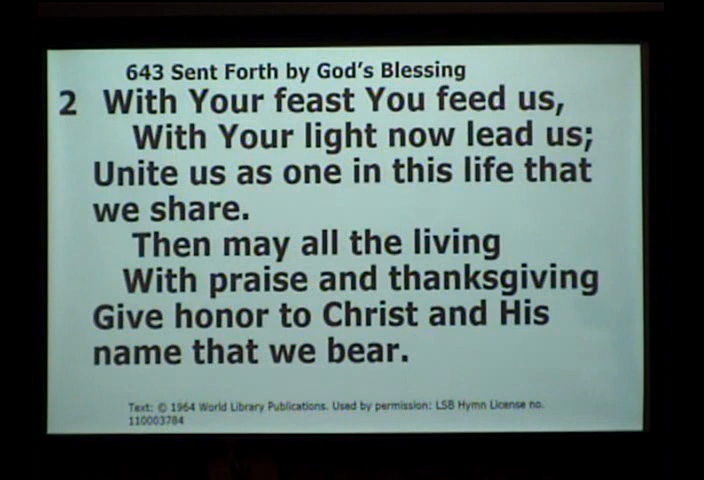 643 Sent Forth by God's Blessing
2 With Your feast You feed us,
With Your light now lead us;
Unite us as one in this life that
we share.
Then may all the living
With praise and thanksgiving
Give honor to Christ and His
name that we bear.
Text: © 1964 World Library Publications. Used by permission: LSB Hymn License no.
110003784